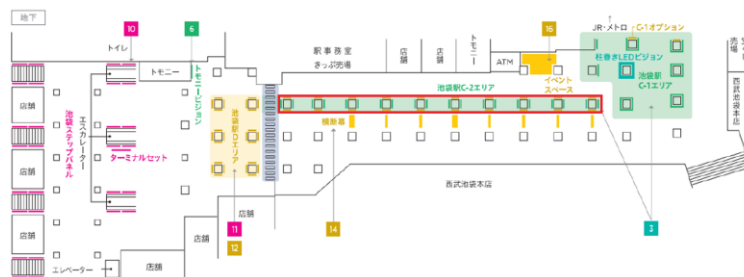 地下
10
6
16
トイレ
トモニー
トモニービジョン
駅事務室
きっぷ売場
店舗
店舗
トモニー
ATM
イベント
スペース
JR・メトロ
C-1オプション
柱巻きLEDビジョン
池袋駅
C-1エリア
池袋駅C-2エリア
西武池袋本店
店舗
池袋ステップパネル
エスカレーター
ターミナルセット
池袋駅Dエリア
横断幕
店舗
店舗
店舗
西武池袋本店
11
12
14
3
店舗
店舗
店舗
エレベーター